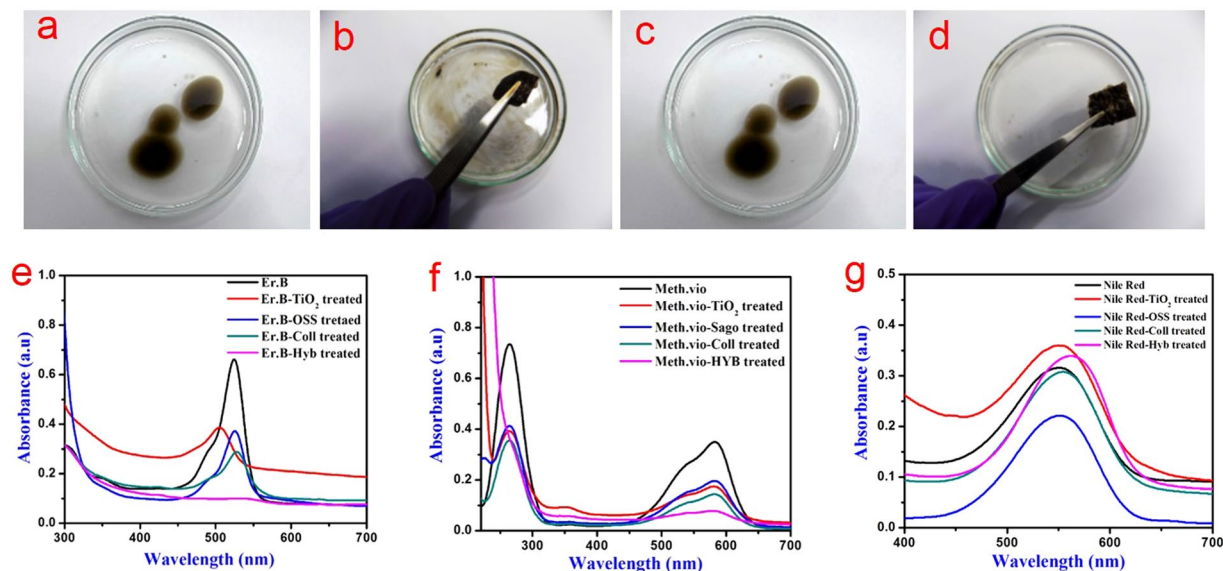 a
b
c
d
e
Absorbance (a.u)
1.0
0.8
0.6
0.4
0.2
0.0
300
400
500
600
700
Wavelength (nm)
Er.B
Er.B-TiO₂ treated
Er.B-OSS tretaed
Er.B-Coll treated
Er.B-Hyb treated
f
Absorbance (a.u)
1.0
0.8
0.6
0.4
0.2
0.0
300
400
500
600
700
Wavelength (nm)
Meth.vio
Meth.vio-TiO₂ treated
Meth.vio-Sago treated
Meth.vio-Coll treated
Meth.vio-HYB treated
g
Absorbance (a.u)
0.5
0.4
0.3
0.2
0.1
0.0
400
500
600
700
Wavelength (nm)
Nile Red
Nile Red-TiO₂ treated
Nile Red-OSS treated
Nile Red-Coll treated
Nile Red-Hyb treated